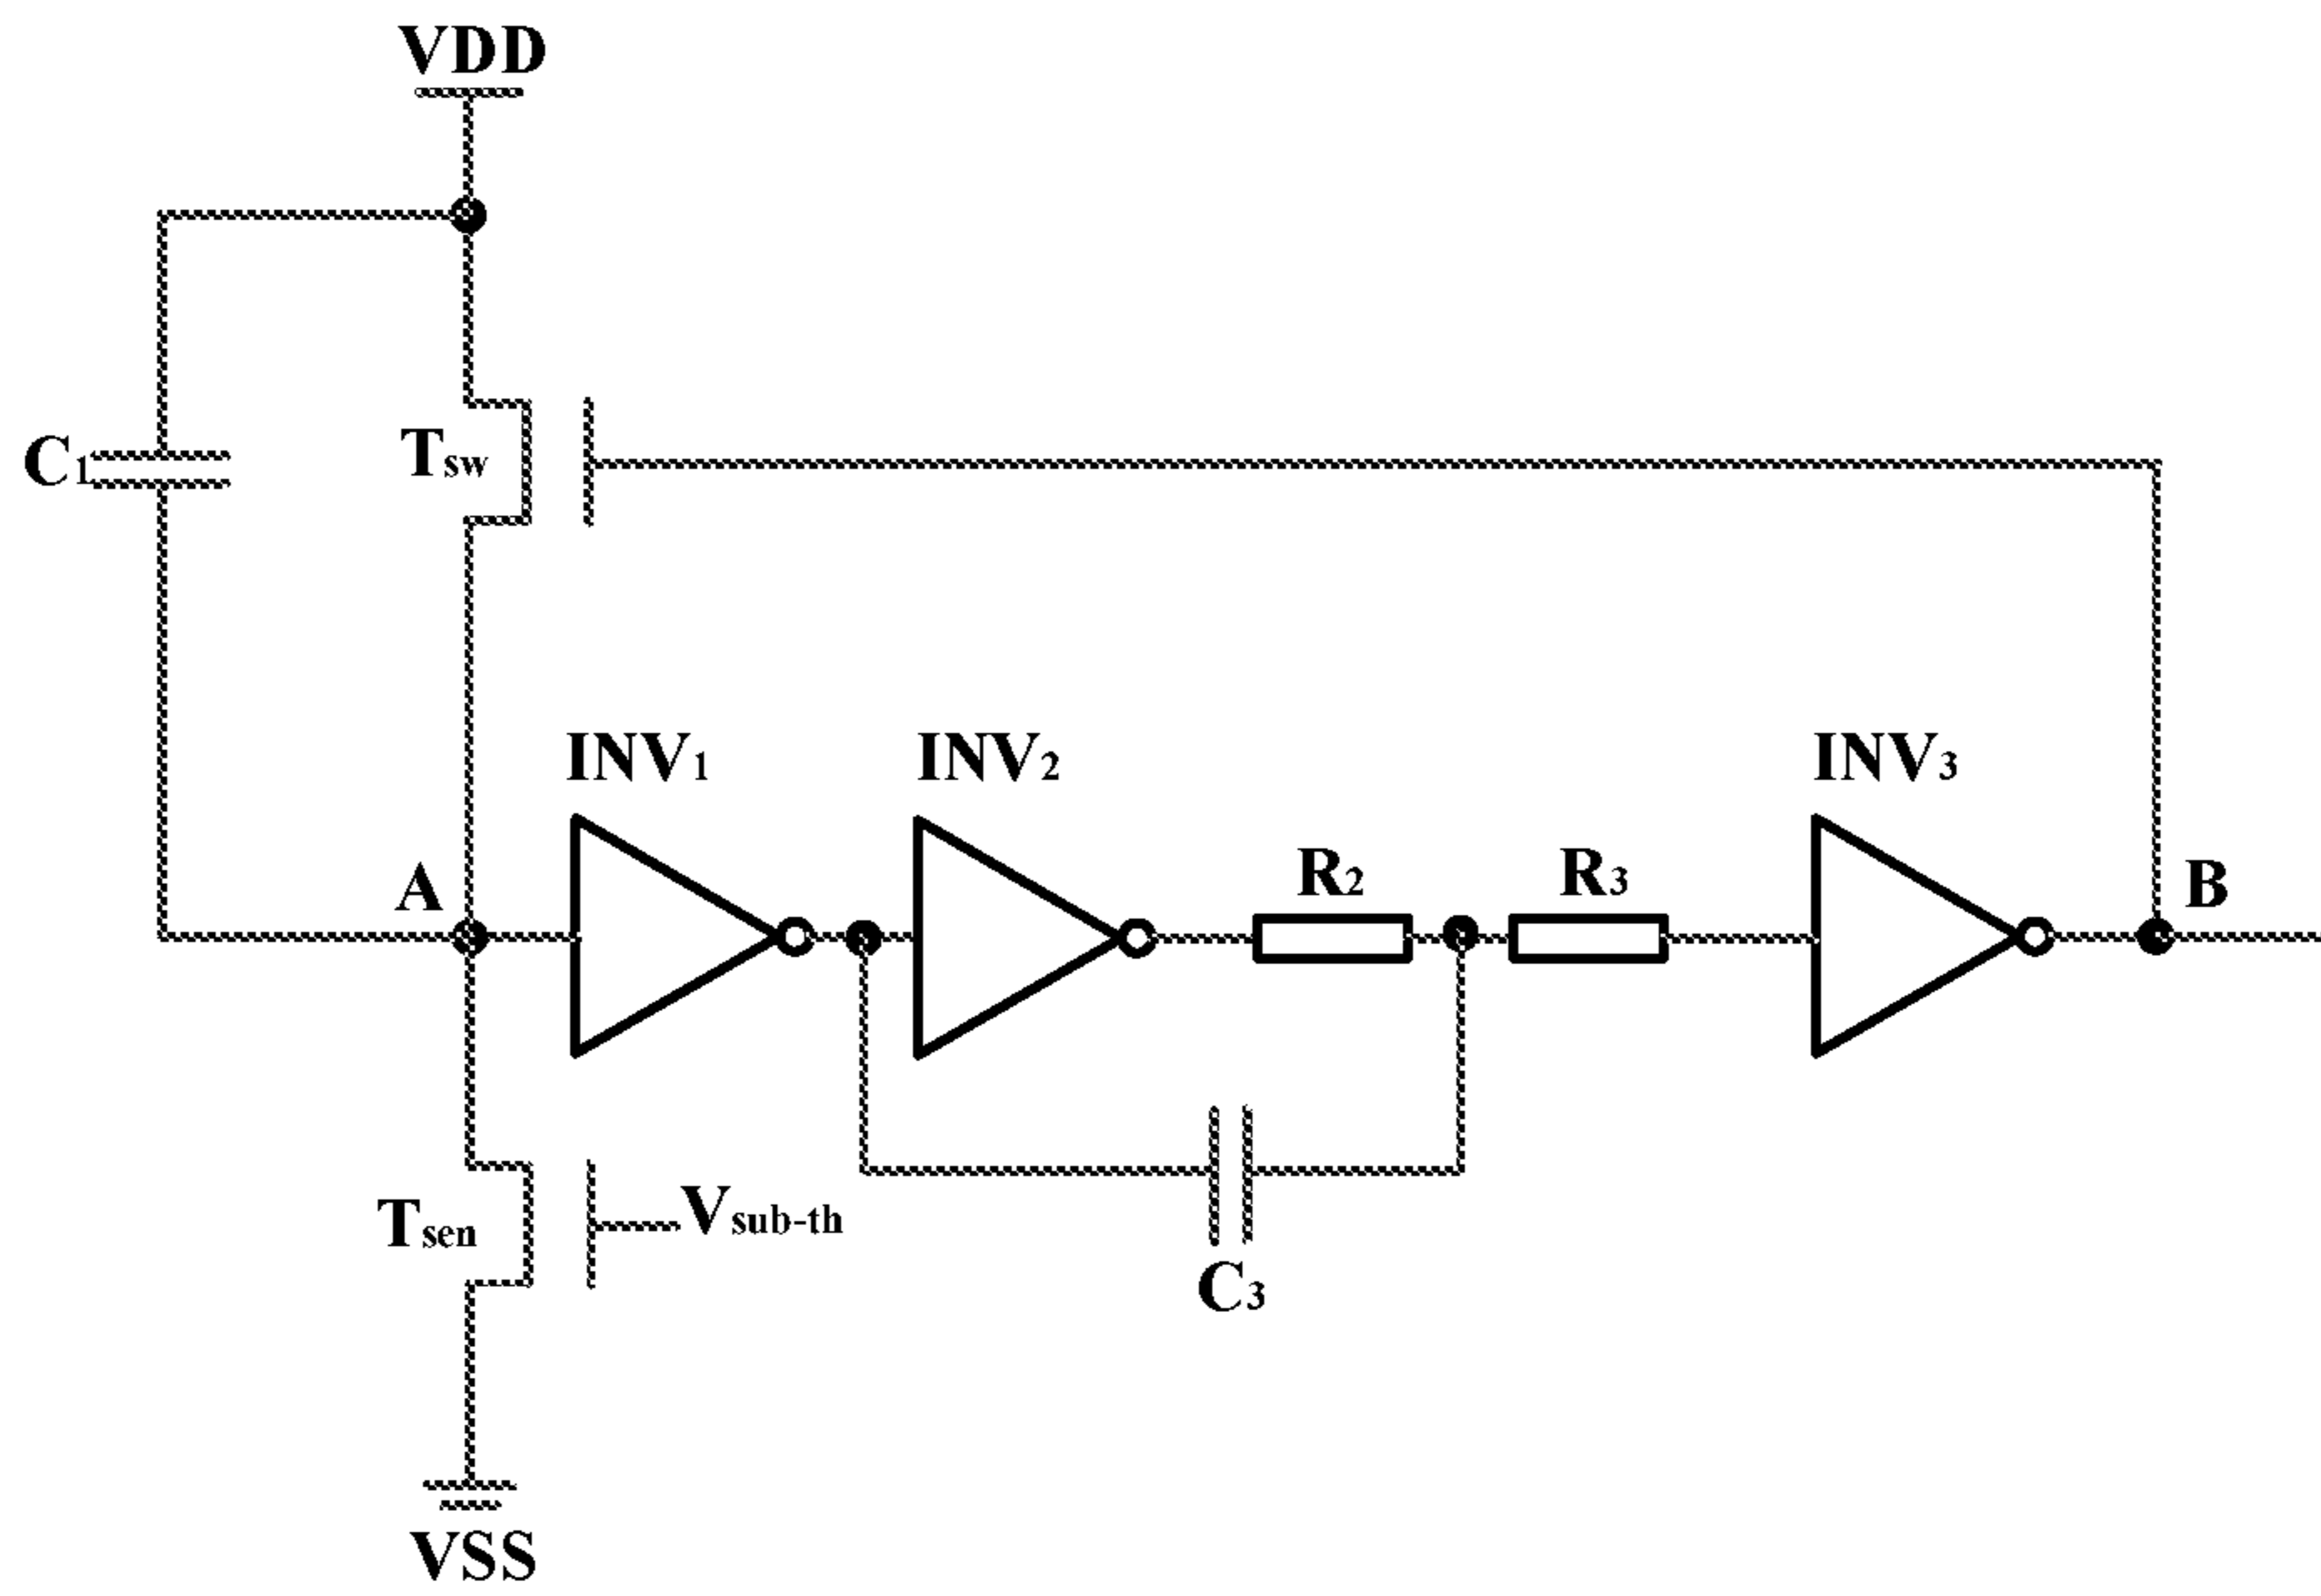 VDD
C1
Tsw
INV1
INV2
INV3
A
R2
R3
B
Tsen
Vsub-th
C3
VSS